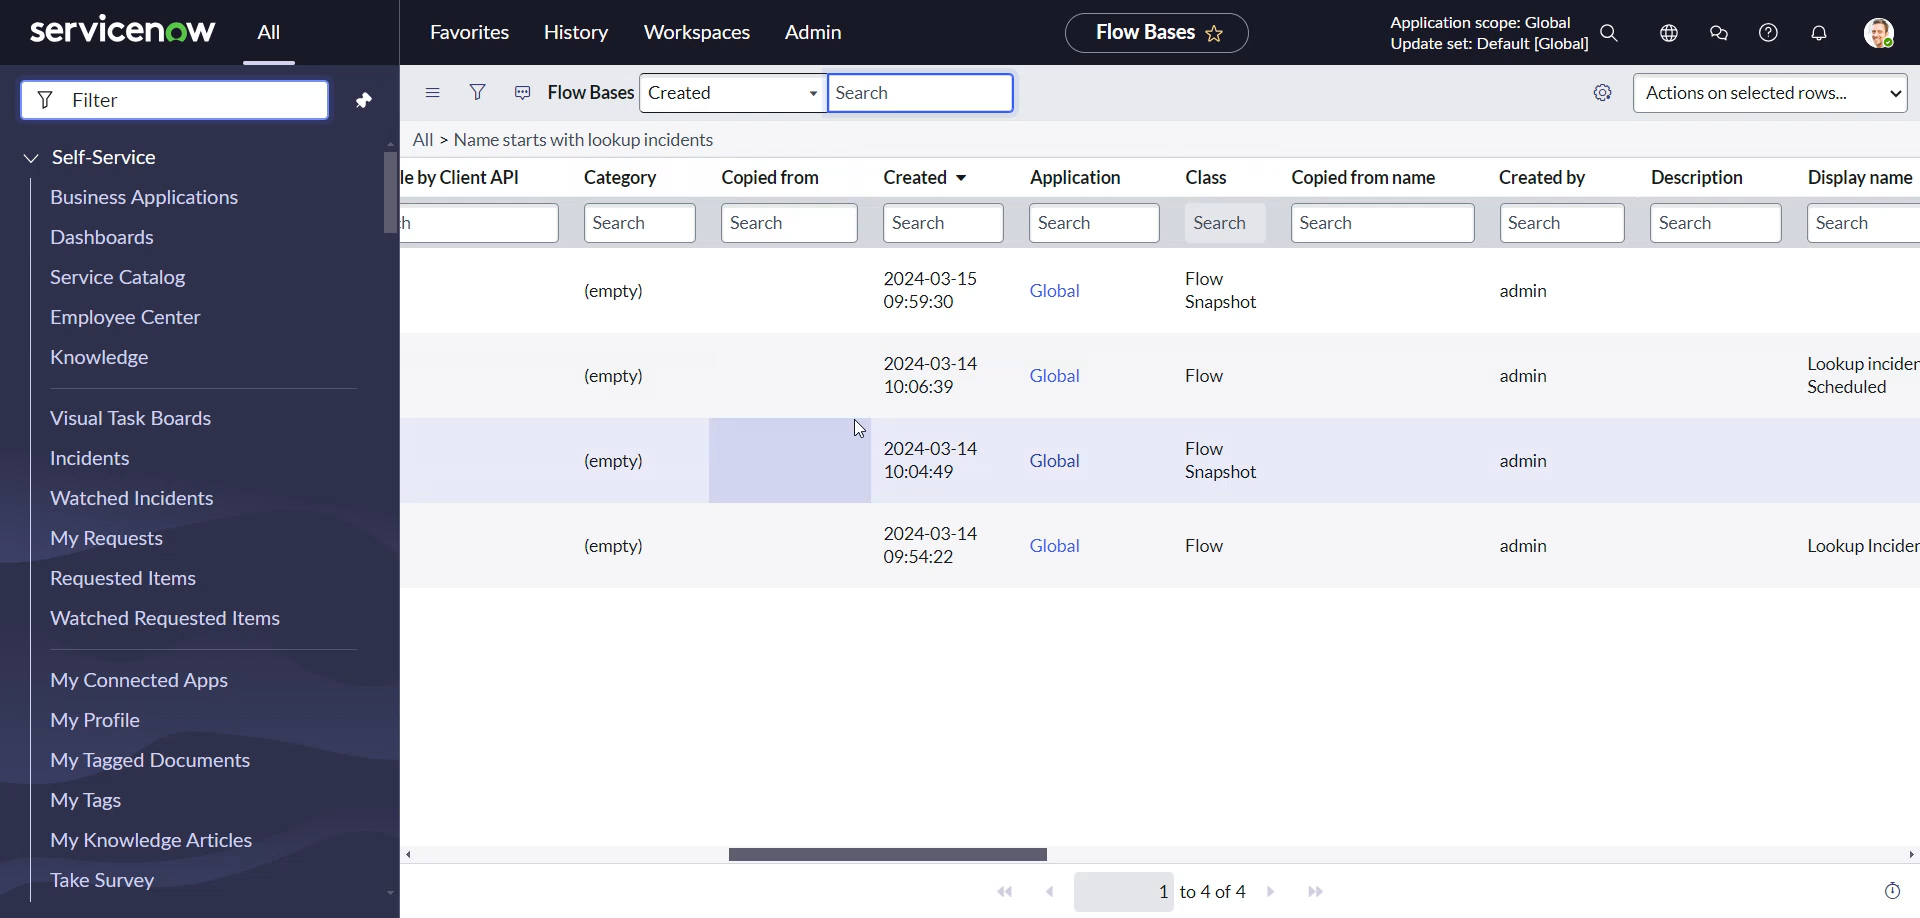 servicenow
All
Favorites
History
Workspaces
Admin
Flow Bases
Application scope: Global
Update set: Default [Global]
Filter
Flow Bases
Created
Search
Actions on selected rows...
All > Name starts with lookup incidents
Self-Service
Business Applications
Dashboards
Service Catalog
Employee Center
Knowledge
Visual Task Boards
Incidents
Watched Incidents
My Requests
Requested Items
Watched Requested Items
My Connected Apps
My Profile
My Tagged Documents
My Tags
My Knowledge Articles
Take Survey
le by Client API
Category
Copied from
Created
Application
Class
Copied from name
Created by
Description
Display name
h
Search
Search
Search
Search
Search
Search
Search
Search
Search
(empty)
2024-03-15
09:59:30
Global
Flow
Snapshot
admin
(empty)
2024-03-14
10:06:39
Global
Flow
admin
Lookup inciden
Scheduled
(empty)
2024-03-14
10:04:49
Global
Flow
Snapshot
admin
(empty)
2024-03-14
09:54:22
Global
Flow
admin
Lookup Inciden
1 to 4 of 4